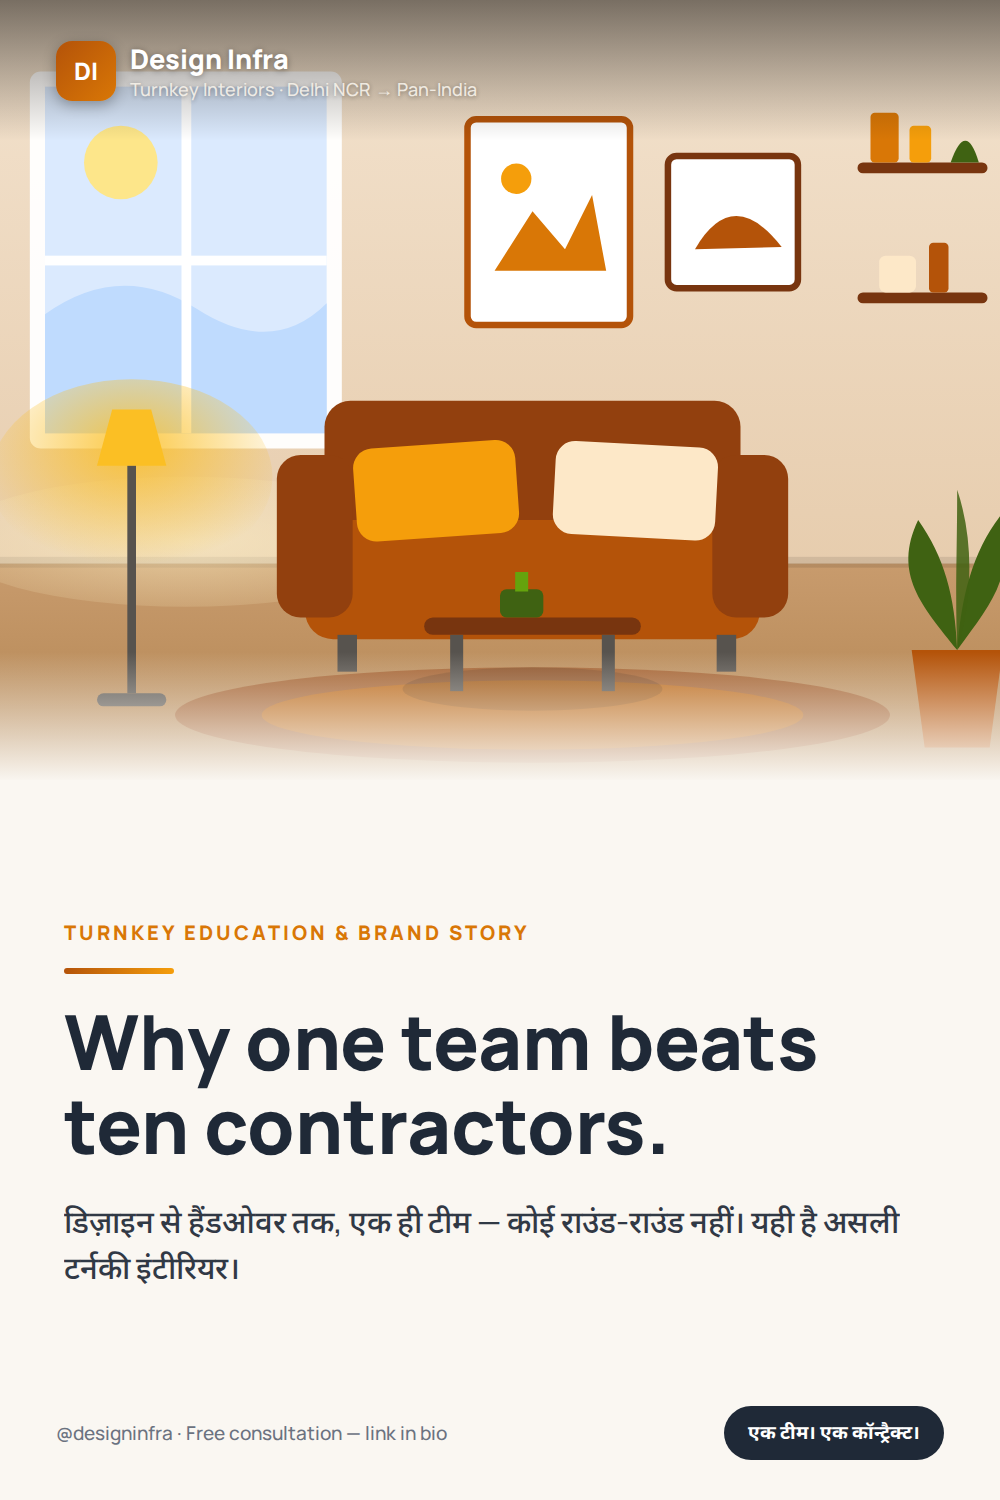 DI
Design Infra
Turnkey Interiors · Delhi NCR → Pan-India
TURNKEY EDUCATION & BRAND STORY
Why one team beats
ten contractors.
डिज़ाइन से हैंडओवर तक, एक ही टीम — कोई राउंड-राउंड नहीं। यही है असली
टर्नकी इंटीरियर।
@designinfra · Free consultation — link in bio
एक टीम। एक कॉन्ट्रैक्ट।